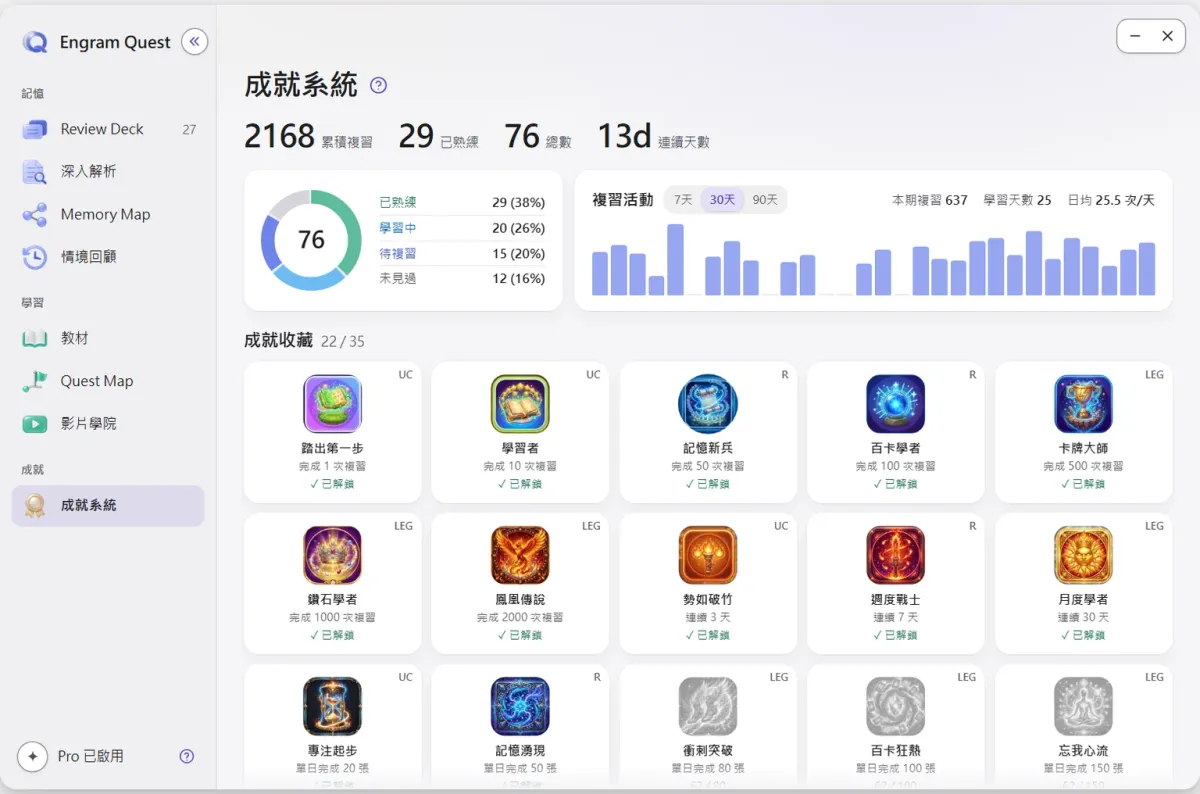 Engram Quest
記憶
Review Deck 27
深入解析
Memory Map
情境回顧
學習
教材
Quest Map
影片學院
成就
成就系統
Pro 已啟用
成就系統
2168 累積複習 29 已熟練 76 總數 13d 連續天數
76
已熟練 29 (38%)
學習中 20 (26%)
待複習 15 (20%)
未見過 12 (16%)
複習活動 7天 30天 90天 本期複習 637 學習天數 25 日均 25.5 次/天
成就收藏 22 / 35
UC
踏出第一步
完成 1 次複習
✓ 已解鎖
UC
學習者
完成 10 次複習
✓ 已解鎖
R
記憶新兵
完成 50 次複習
✓ 已解鎖
R
百卡學者
完成 100 次複習
✓ 已解鎖
LEG
卡牌大師
完成 500 次複習
✓ 已解鎖
LEG
鑽石學者
完成 1000 次複習
✓ 已解鎖
LEG
鳳凰傳說
完成 2000 次複習
✓ 已解鎖
UC
勢如破竹
連續 3 天
✓ 已解鎖
R
週度戰士
連續 7 天
✓ 已解鎖
LEG
月度學者
連續 30 天
✓ 已解鎖
UC
專注起步
單日完成 20 張
✓ 已解鎖
R
記憶湧現
單日完成 50 張
✓ 已解鎖
LEG
衝刺突破
單日完成 80 張
62 / 80
LEG
百卡狂熱
單日完成 100 張
62 / 100
LEG
忘我心流
單日完成 150 張
62 / 150